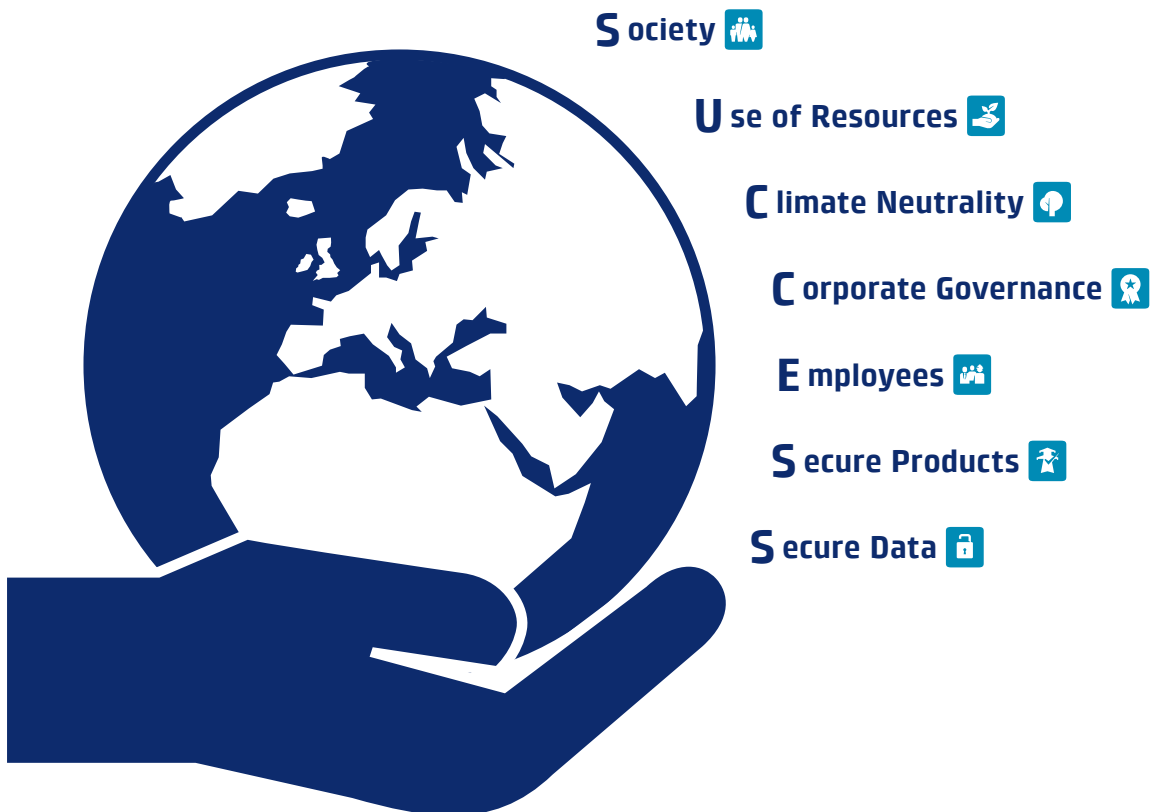 Society
Use of Resources
Climate Neutrality
Corporate Governance
Employees
Secure Products
Secure Data